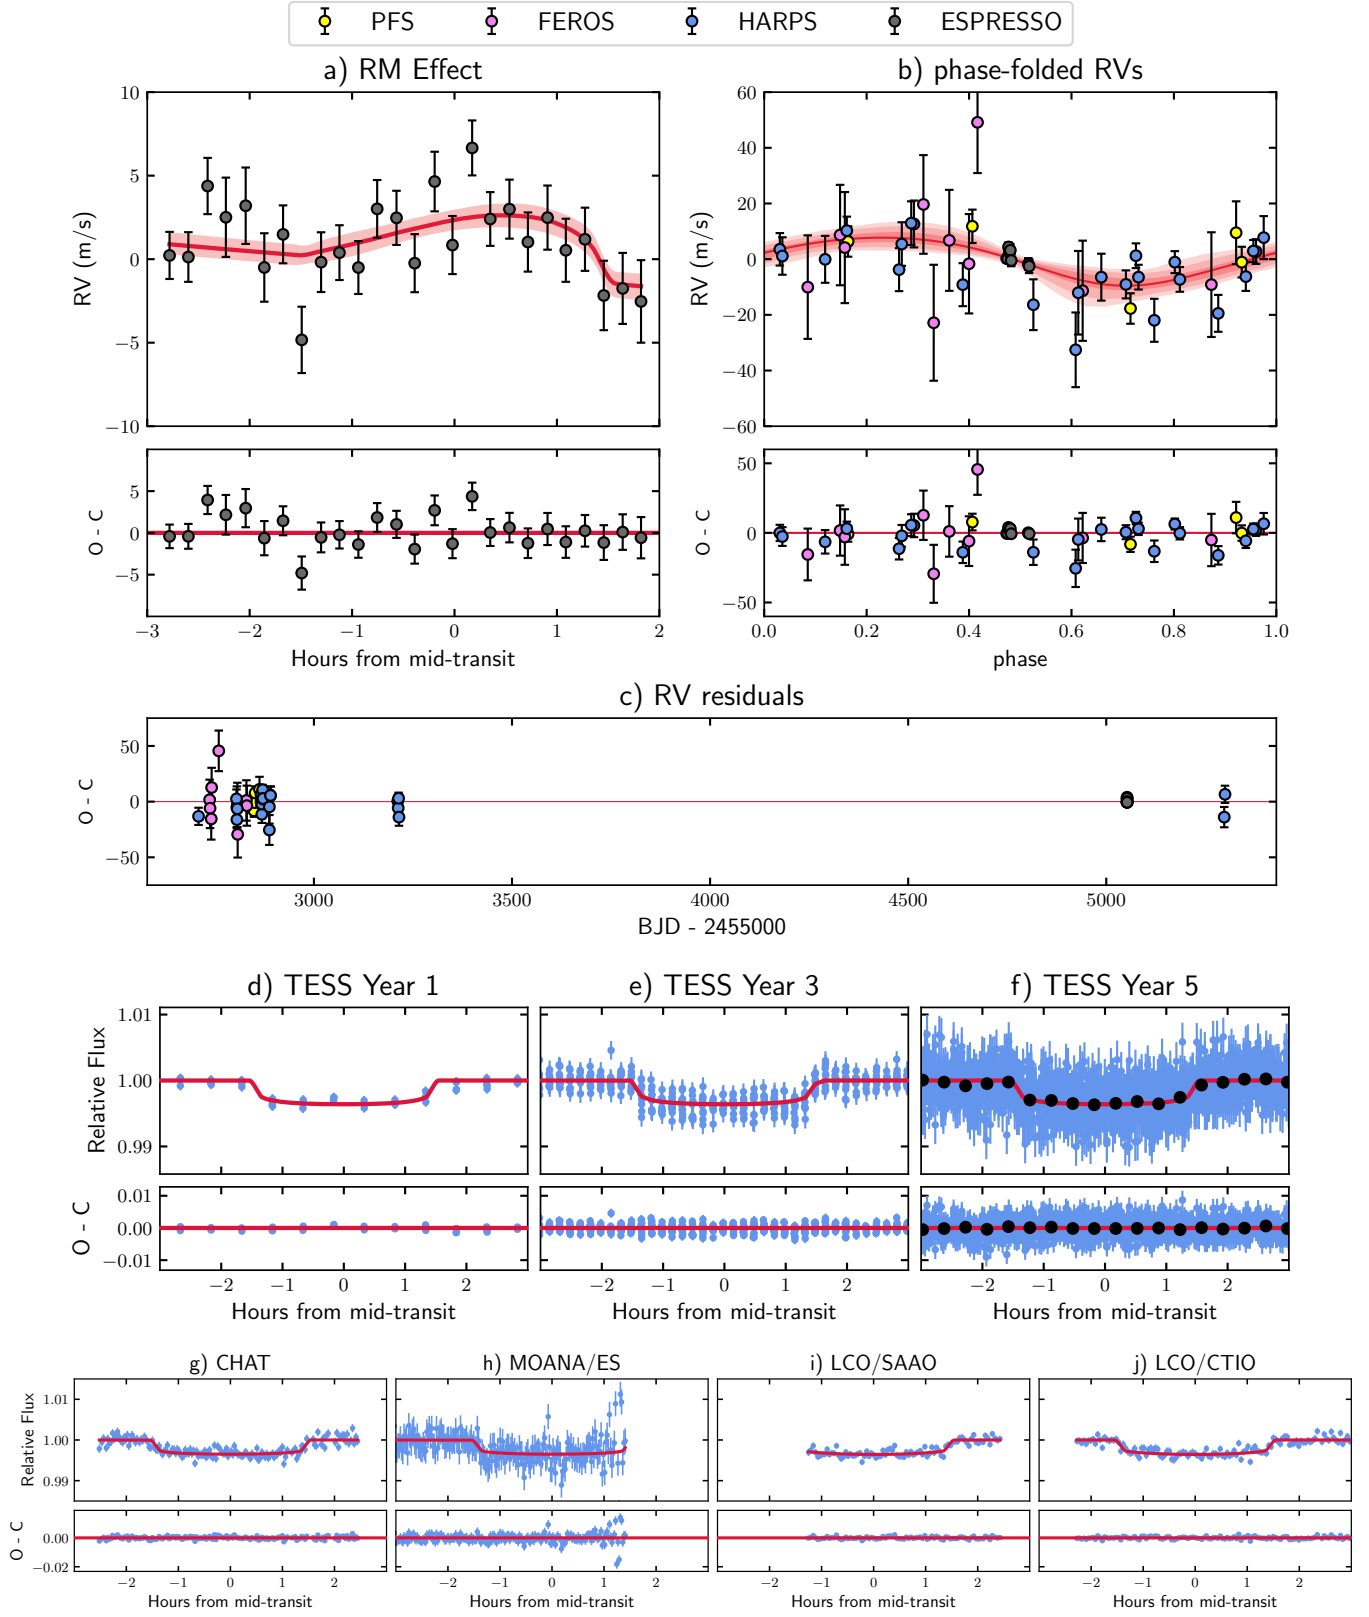 PFS FEROS HARPS ESPRESSO
a) RM Effect b) phase-folded RVs
10 60
40
5
20
RV (m/s) 0 RV (m/s) 0
−20
−5
−40
−10 −60
50
5
O - C 0 O - C 0
−5
−50
−3 −2 −1 0 1 2 0.0 0.2 0.4 0.6 0.8 1.0
Hours from mid-transit phase
c) RV residuals
50
O - C 0
−50
3000 3500 4000 4500 5000
BJD - 2455000
d) TESS Year 1 e) TESS Year 3 f) TESS Year 5
1.01
Relative Flux 1.00
0.99
0.01
O - C 0.00
−0.01
−2 −1 0 1 2 −2 −1 0 1 2 −2 −1 0 1 2
Hours from mid-transit Hours from mid-transit Hours from mid-transit
g) CHAT h) MOANA/ES i) LCO/SAAO j) LCO/CTIO
1.01
Relative Flux 1.00
0.99
O - C 0.00
−0.02
−2 −1 0 1 2 −2 −1 0 1 2 −2 −1 0 1 2 −2 −1 0 1 2 3
Hours from mid-transit Hours from mid-transit Hours from mid-transit Hours from mid-transit